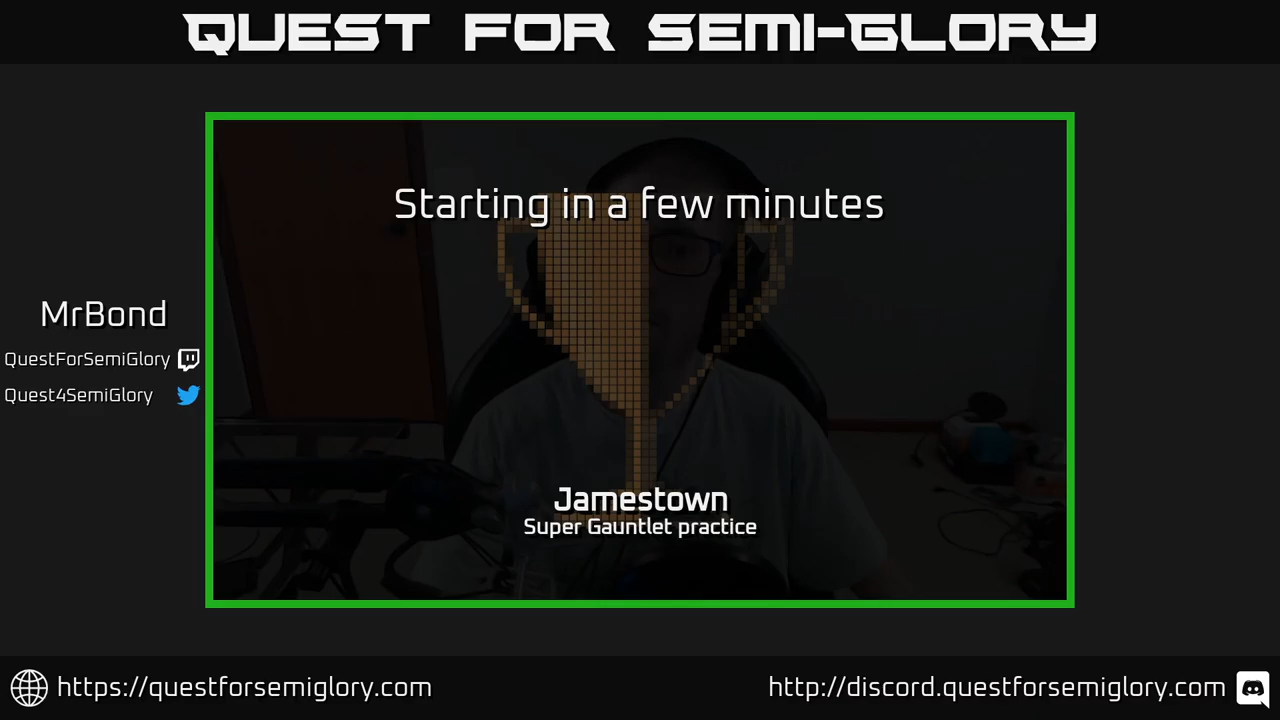 QUEST FOR SEMI-GLORY
Starting in a few minutes
MrBond
QuestForSemiGlory
Quest4SemiGlory
Jamestown
Super Gauntlet practice
https://questforsemiglory.com
http://discord.questforsemiglory.com